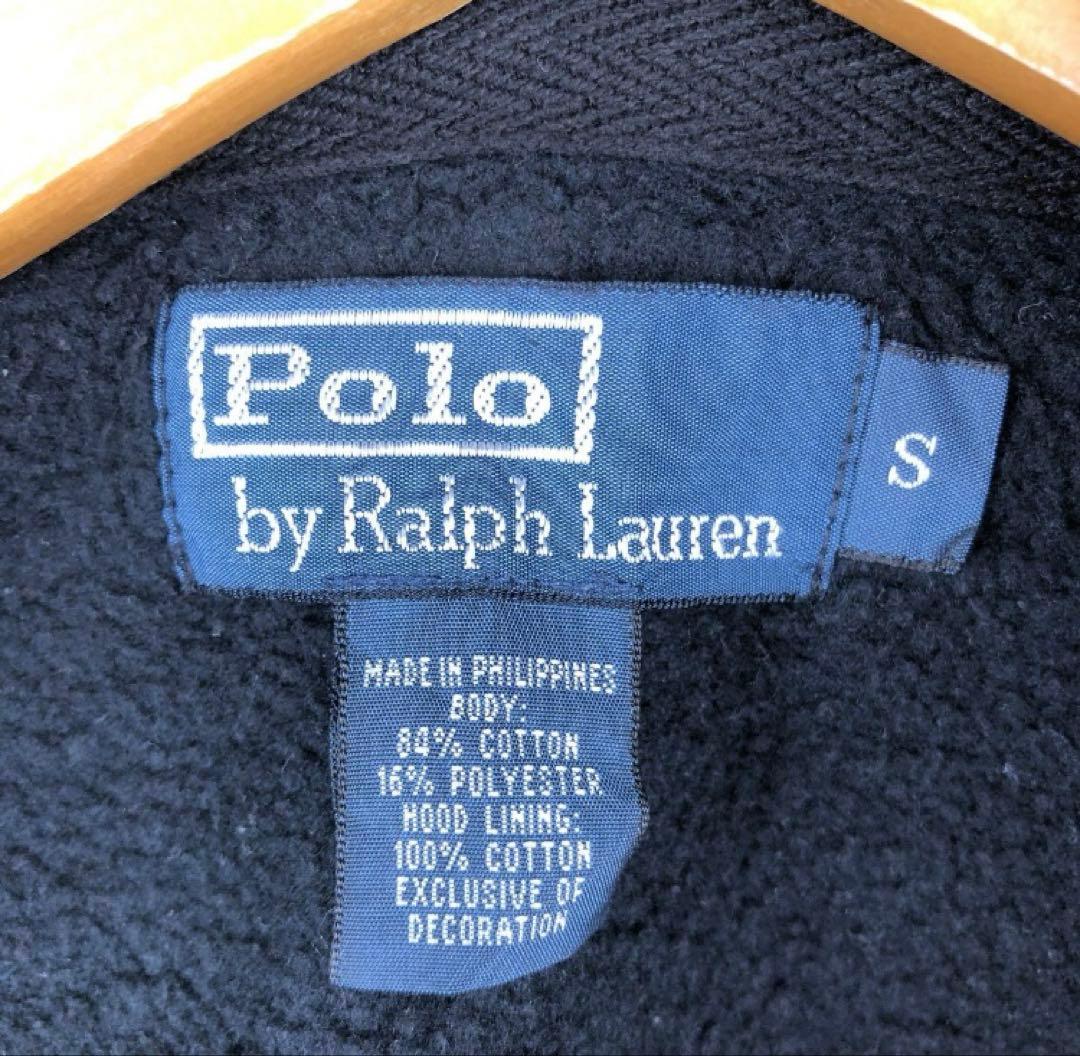 Polo
by Ralph Lauren
S
MADE IN PHILIPPINES
BODY:
84% COTTON
16% POLYESTER
HOOD LINING:
100% COTTON
EXCLUSIVE OF
DECORATION